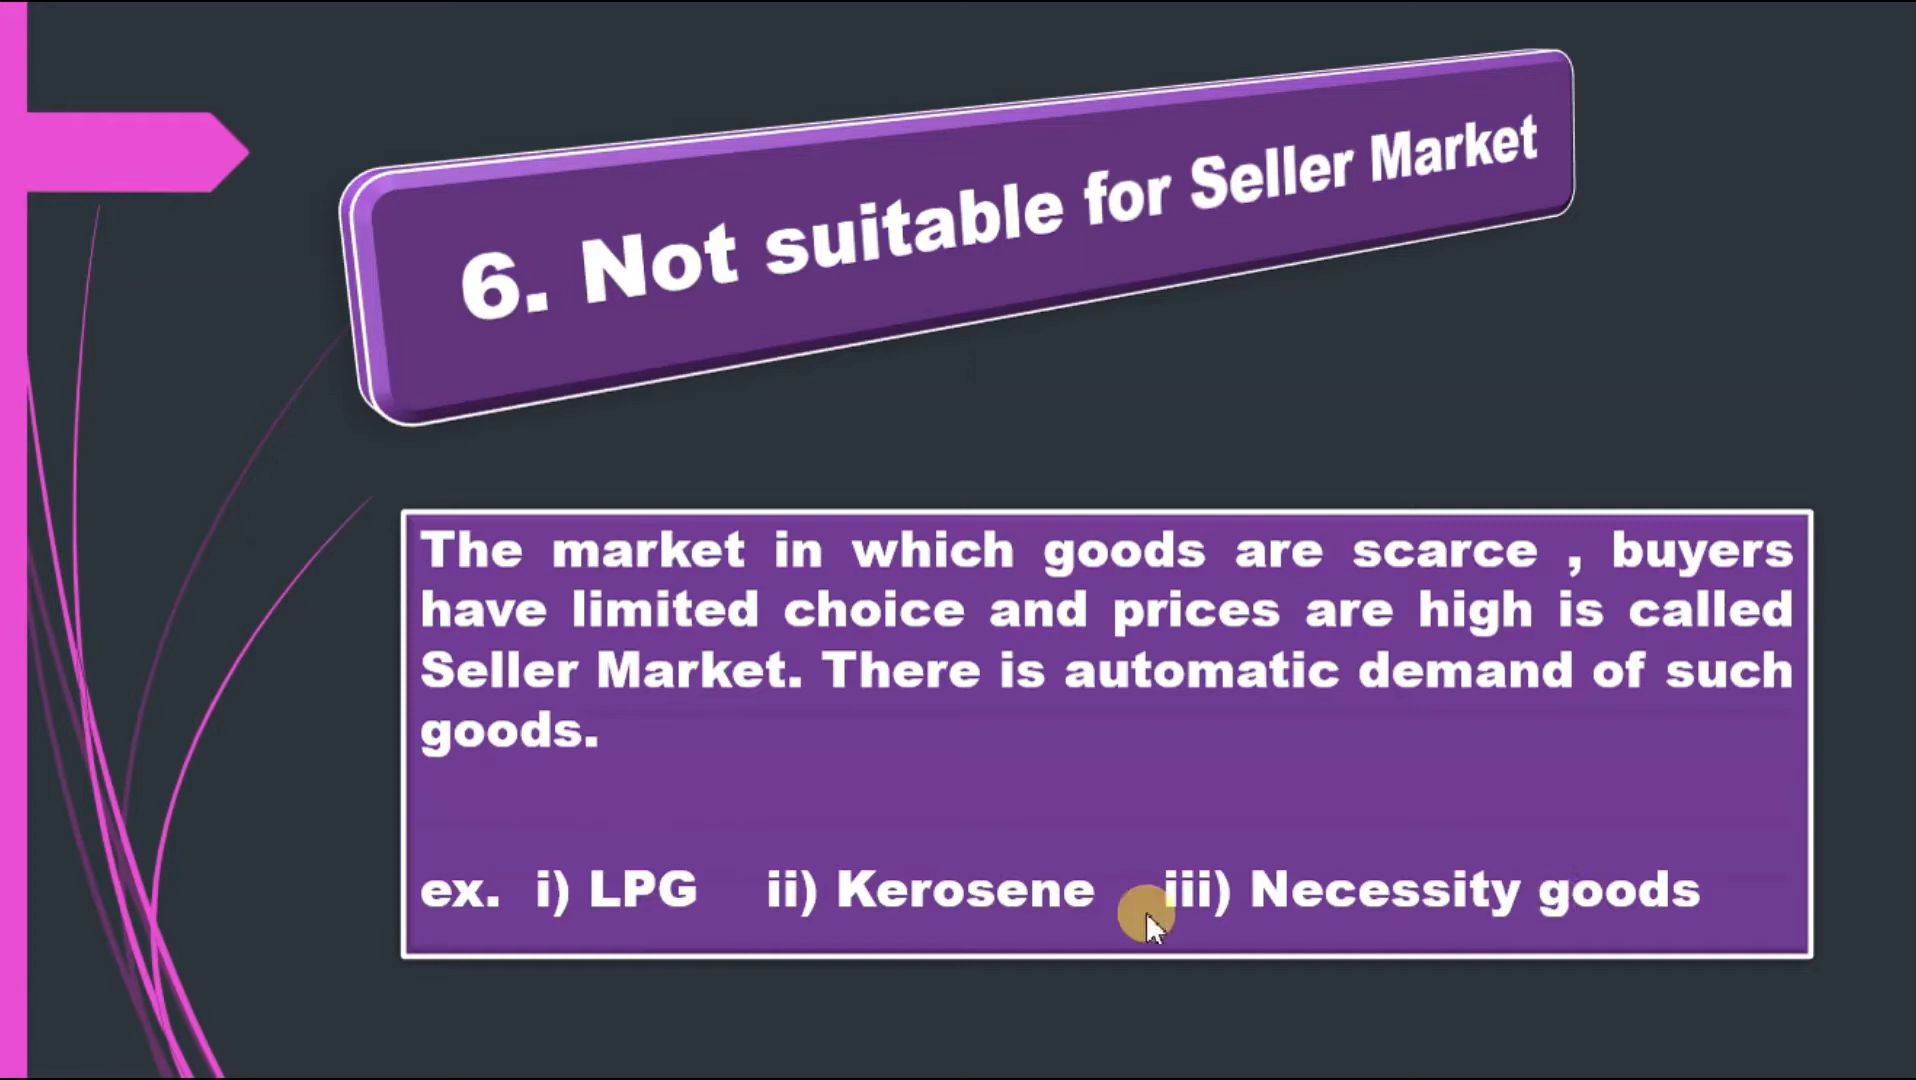 6. Not suitable for Seller Market
The market in which goods are scarce , buyers
have limited choice and prices are high is called
Seller Market. There is automatic demand of such
goods.
ex. i) LPG ii) Kerosene iii) Necessity goods